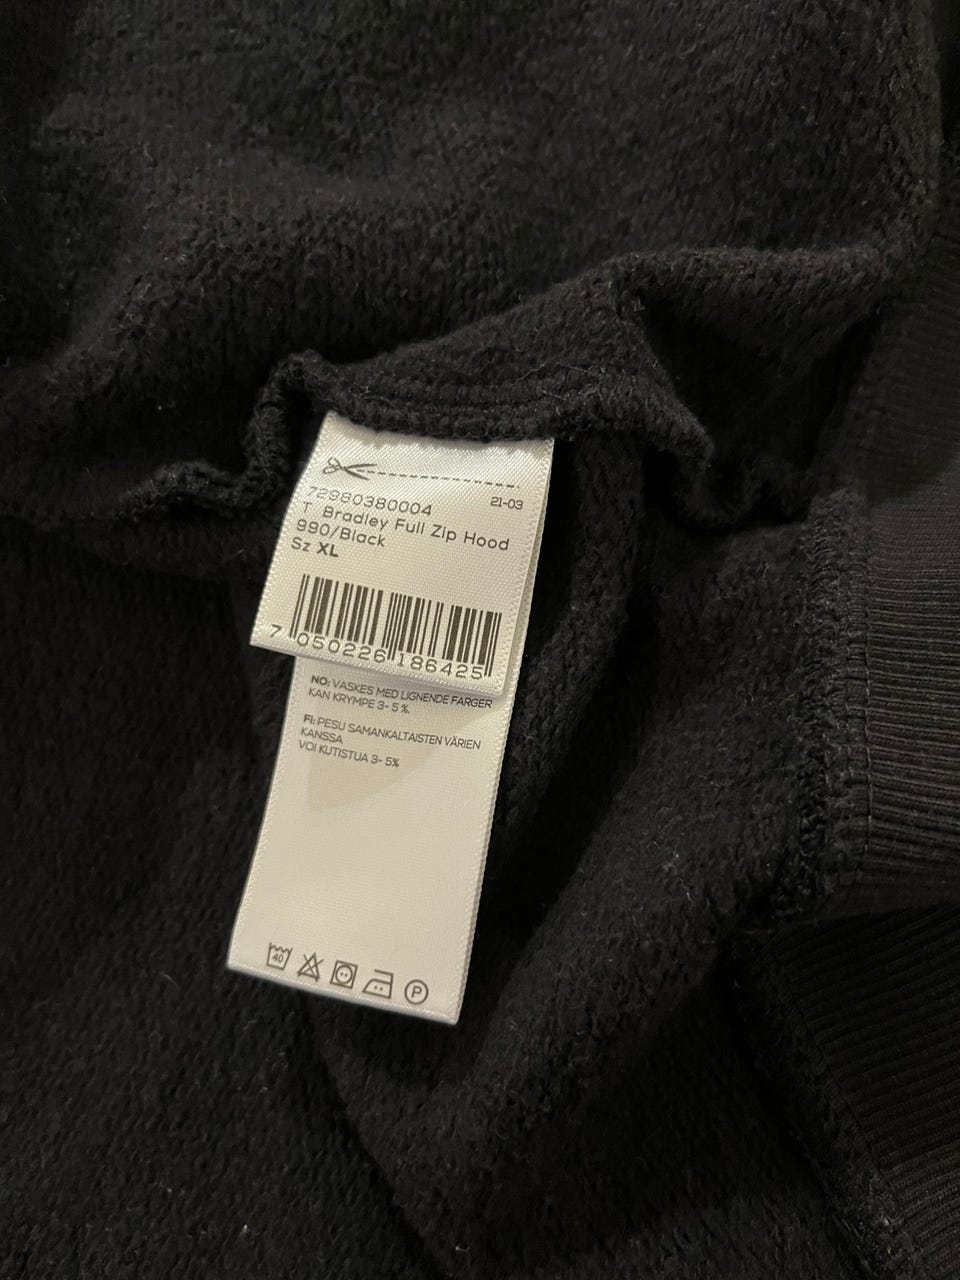 72980380004 21-03
T Bradley Full Zip Hood
990/Black
Sz XL
7 050226 186425
NO: VASKES MED LIGNENDE FARGER
KAN KRYMPE 3- 5 %.
FI: PESU SAMANKALTAISTEN VÄRIEN
KANSSA
VOI KUTISTUA 3- 5%
40
P